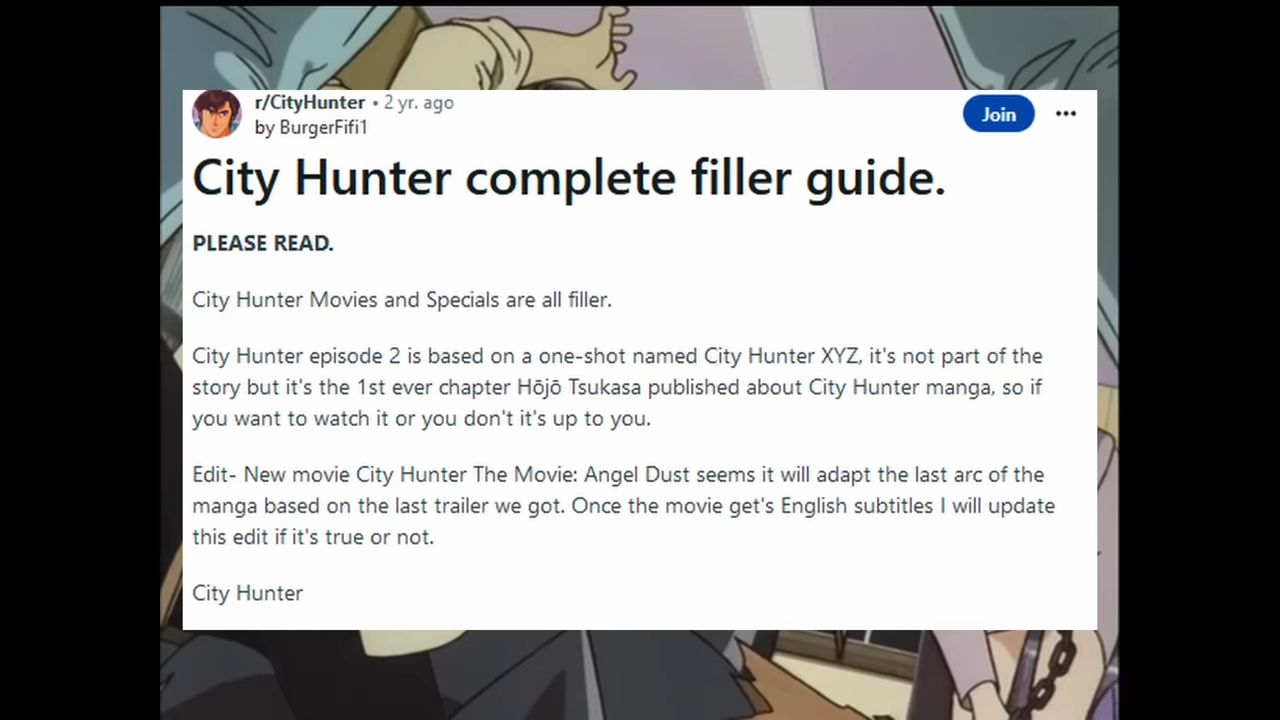 r/CityHunter • 2 yr. ago
by BurgerFifi1
Join
City Hunter complete filler guide.
PLEASE READ.
City Hunter Movies and Specials are all filler.
City Hunter episode 2 is based on a one-shot named City Hunter XYZ, it's not part of the
story but it's the 1st ever chapter Hōjō Tsukasa published about City Hunter manga, so if
you want to watch it or you don't it's up to you.
Edit- New movie City Hunter The Movie: Angel Dust seems it will adapt the last arc of the
manga based on the last trailer we got. Once the movie get's English subtitles I will update
this edit if it's true or not.
City Hunter